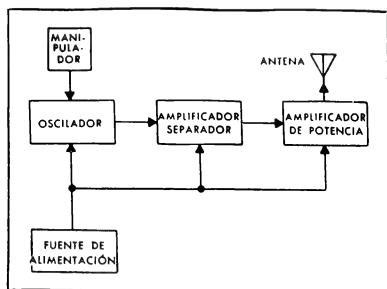 MANI-
PULA-
DOR
ANTENA
OSCILADOR
AMPLIFICADOR
SEPARADOR
AMPLIFICADOR
DE POTENCIA
FUENTE DE
ALIMENTACIÓN